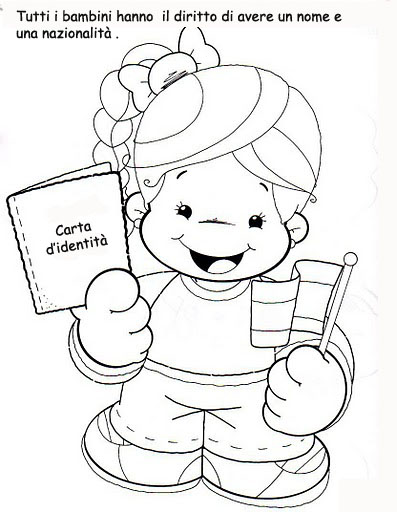 Tutti i bambini hanno il diritto di avere un nome e
una nazionalità .
Carta
d'identità